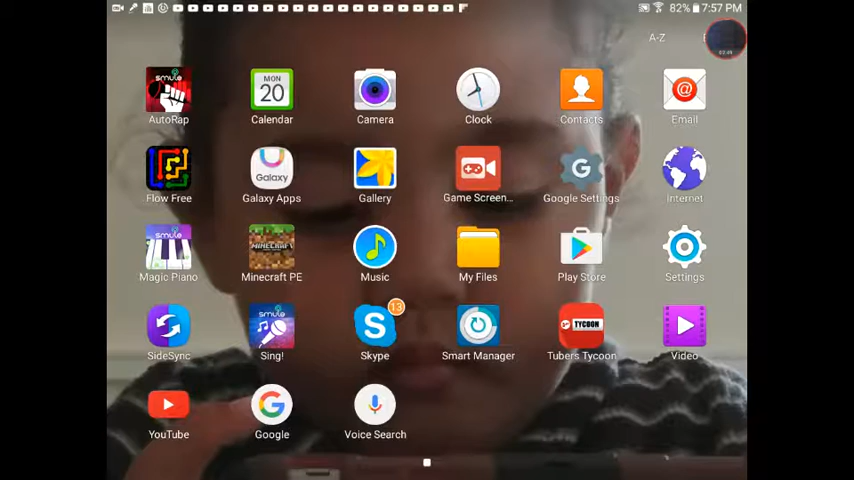 82% 7:57 PM
A-Z
smule
MON
20
@
AutoRap
Calendar
Camera
Clock
Contacts
Email
Galaxy
G
Flow Free
Galaxy Apps
Gallery
Game Screen...
Google Settings
Internet
smule
MINECRAFT
Magic Piano
Minecraft PE
Music
My Files
Play Store
Settings
smule
S
13
TYCOON
SideSync
Sing!
Skype
Smart Manager
Tubers Tycoon
Video
G
YouTube
Google
Voice Search